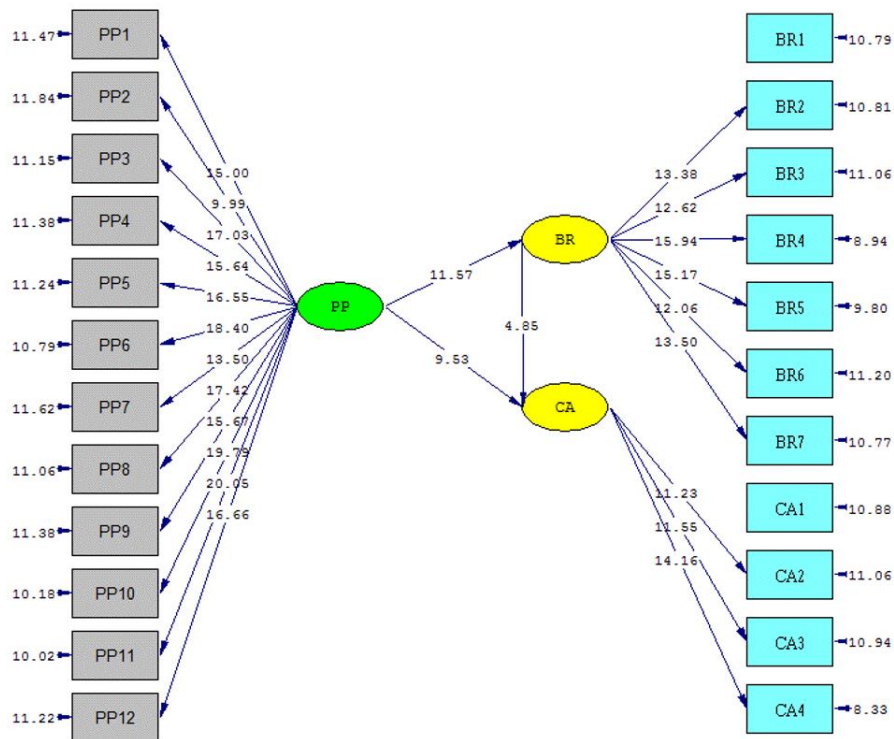 11.47 PP1
11.84 PP2
11.15 PP3
11.38 PP4
11.24 PP5
10.79 PP6
11.62 PP7
11.06 PP8
11.38 PP9
10.18 PP10
10.02 PP11
11.22 PP12
15.00
9.99
17.03
15.64
16.55
18.40
13.50
17.42
15.67
19.79
20.05
16.66
PP
11.57
9.53
BR
4.85
CA
13.38
12.62
15.94
15.17
12.06
13.50
11.23
11.55
14.16
BR1 10.79
BR2 10.81
BR3 11.06
BR4 8.94
BR5 9.80
BR6 11.20
BR7 10.77
CA1 10.88
CA2 11.06
CA3 10.94
CA4 8.33